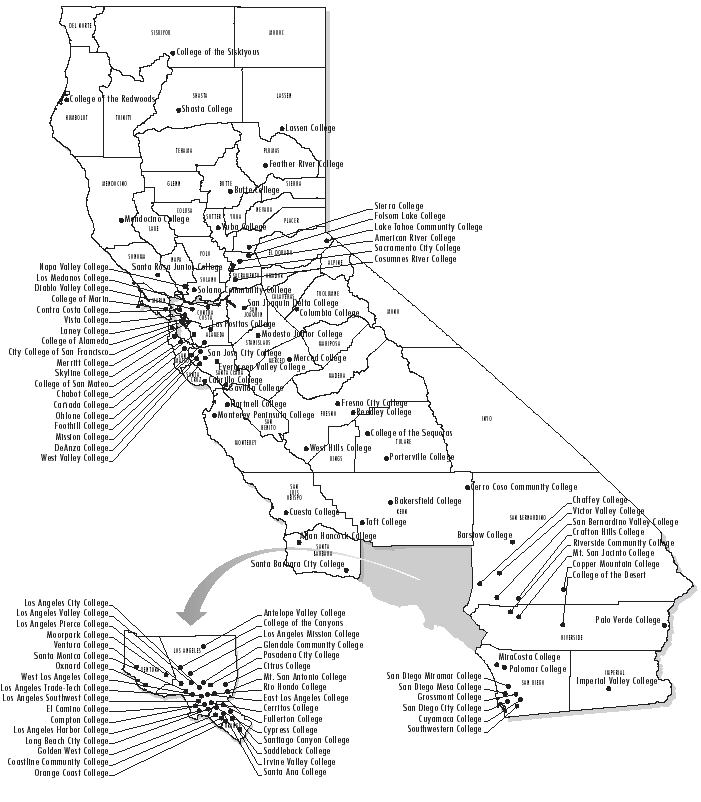 DEL NORTE
SISKIYOU
MODOC
College of the Siskiyous
SHASTA
LASSEN
College of the Redwoods
Shasta College
HUMBOLDT
TRINITY
Lassen College
TEHAMA
PLUMAS
Feather River College
MENDOCINO
GLENN
BUTTE
Butte College
SIERRA
COLUSA
SUTTER
YUBA
NEVADA
PLACER
Mendocino College
LAKE
Yuba College
Sierra College
Folsom Lake College
Lake Tahoe Community College
American River College
Sacramento City College
Cosumnes River College
SONOMA
NAPA
YOLO
EL DORADO
ALPINE
Santa Rosa Junior College
SOLANO
SACRAMENTO
Solano Community College
Napa Valley College
Los Medanos College
Diablo Valley College
College of Marin
Contra Costa College
Vista College
Laney College
College of Alameda
City College of San Francisco
Merritt College
Skyline College
College of San Mateo
Chabot College
Canada College
Ohlone College
Foothill College
Mission College
DeAnza College
West Valley College
MARIN
CONTRA
COSTA
CALAVERAS
TUOLUMNE
MONO
San Joaquin Delta College
SAN
JOAQUIN
Columbia College
Las Positas College
ALAMEDA
Modesto Junior College
STANISLAUS
MARIPOSA
San Jose City College
MERCED
Merced College
Evergreen Valley College
SANTA CLARA
Cabrillo College
MADERA
Gavilan College
Hartnell College
Fresno City College
Monterey Peninsula College
FRESNO
Reedley College
INYO
SAN
BENITO
MONTEREY
College of the Sequoias
TULARE
West Hills College
KINGS
Porterville College
SAN
LUIS
OBISPO
Cerro Coso Community College
Bakersfield College
KERN
Cuesta College
Taft College
SAN BERNARDINO
Barstow College
Allan Hancock College
SANTA
BARBARA
Santa Barbara City College
Chaffey College
Victor Valley College
San Bernardino Valley College
Crafton Hills College
Riverside Community College
Mt. San Jacinto College
Copper Mountain College
College of the Desert
Palo Verde College
RIVERSIDE
MiraCosta College
Palomar College
SAN DIEGO
IMPERIAL
Imperial Valley College
San Diego Miramar College
San Diego Mesa College
Grossmont College
San Diego City College
Cuyamaca College
Southwestern College
Los Angeles City College
Los Angeles Valley College
Los Angeles Pierce College
Moorpark College
Ventura College
Santa Monica College
Oxnard College
West Los Angeles College
Los Angeles Trade-Tech College
Los Angeles Southwest College
El Camino College
Compton College
Los Angeles Harbor College
Long Beach City College
Golden West College
Coastline Community College
Orange Coast College
LOS ANGELES
VENTURA
Antelope Valley College
College of the Canyons
Los Angeles Mission College
Glendale Community College
Pasadena City College
Citrus College
Mt. San Antonio College
Rio Hondo College
East Los Angeles College
Cerritos College
Fullerton College
Cypress College
Santiago Canyon College
Saddleback College
Irvine Valley College
Santa Ana College